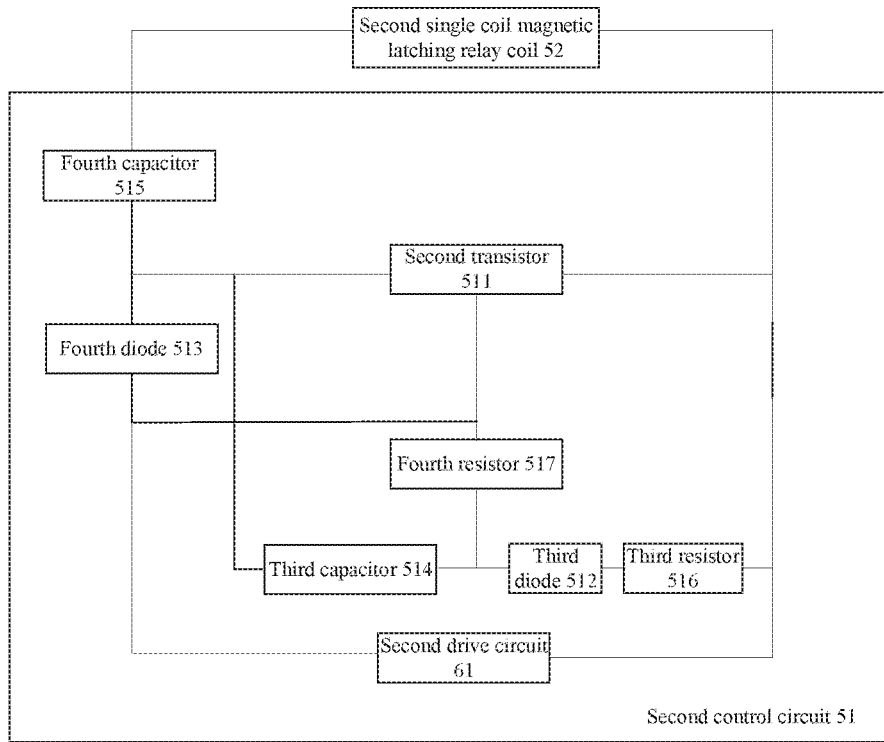 Second single coil magnetic
latching relay coil 52
Fourth capacitor
515
Second transistor
511
Fourth diode 513
Fourth resistor 517
Third capacitor 514
Third
diode 512
Third resistor
516
Second drive circuit
61
Second control circuit 51